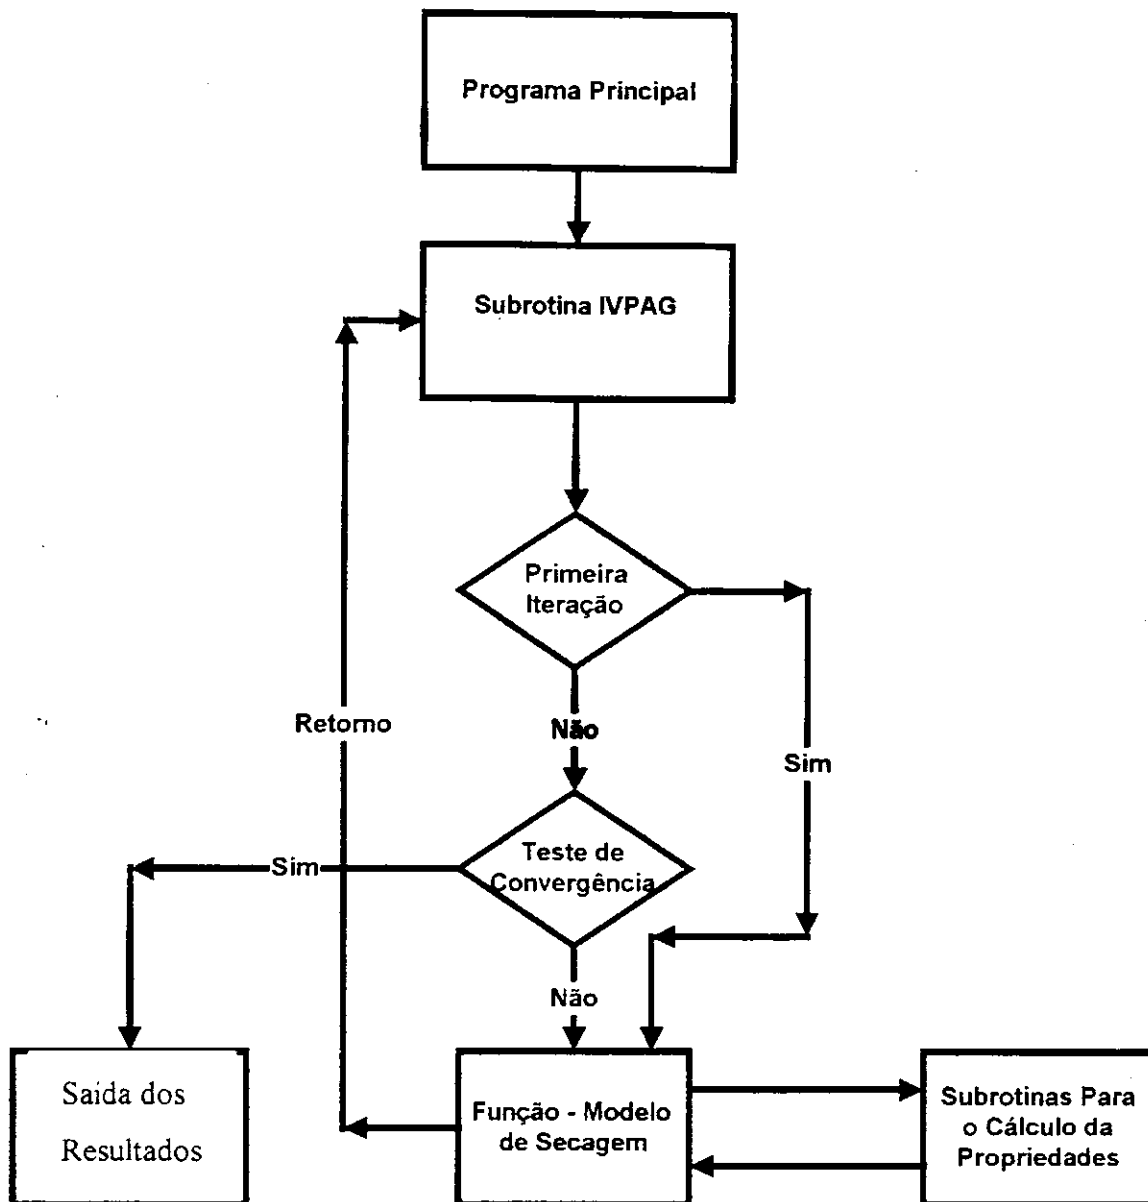 Programa Principal
Subrotina IVPAG
Primeira
Iteração
Retorno
Não
Sim
Teste de
Convergência
Sim
Não
Saída dos
Resultados
Função - Modelo
de Secagem
Subrotinas Para
o Cálculo da
Propriedades